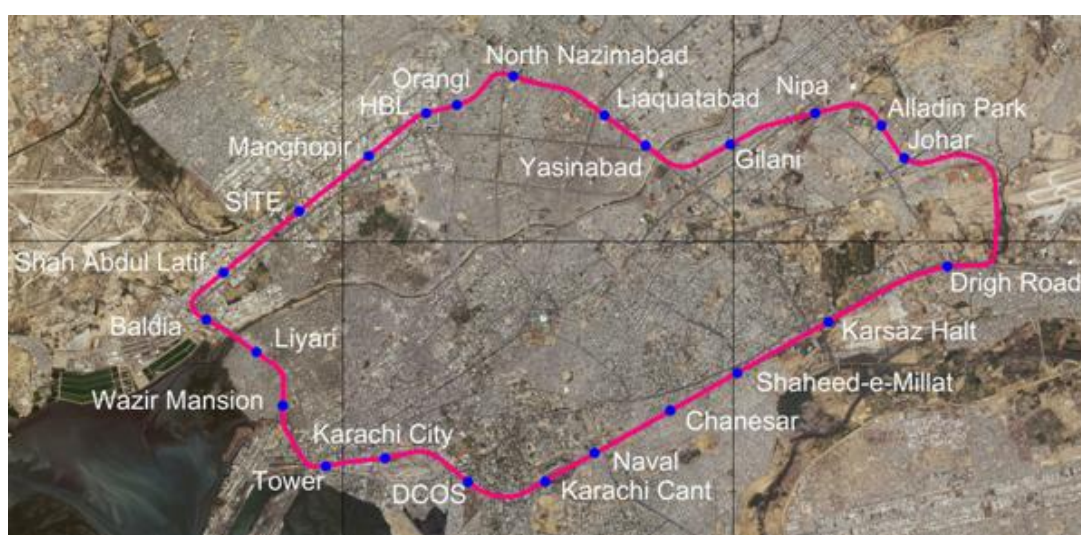 North Nazimabad
Orangi
HBL
Nipa
Liaquatabad
Alladin Park
Johar
Manghopir
Yasinabad
Gilani
SITE
Shah Abdul Latif
Drigh Road
Baldia
Liyari
Karsaz Halt
Shaheed-e-Millat
Wazir Mansion
Chanesar
Karachi City
Naval
Tower
DCOS
Karachi Cant